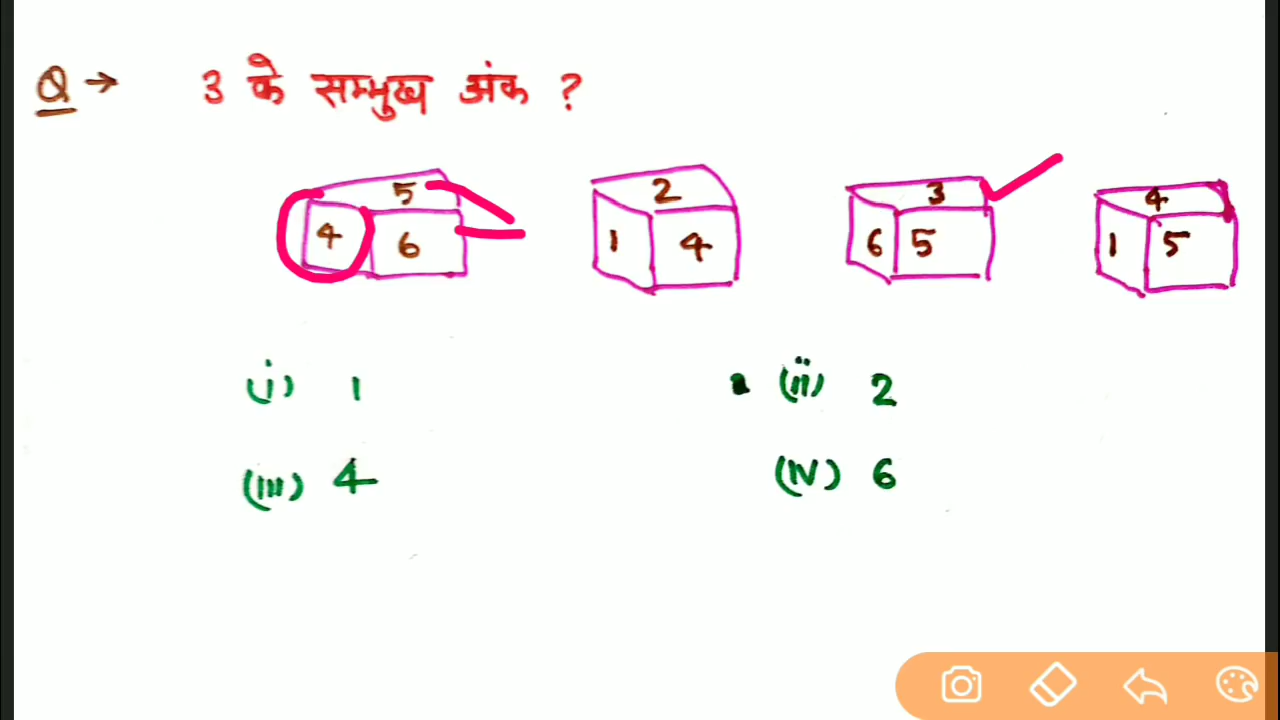 Q → 3 के सम्मुख अंक ?
5 2 3 4
4 6 1 4 6 5 1 5
(i) 1 (ii) 2
(iii) 4 (iv) 6